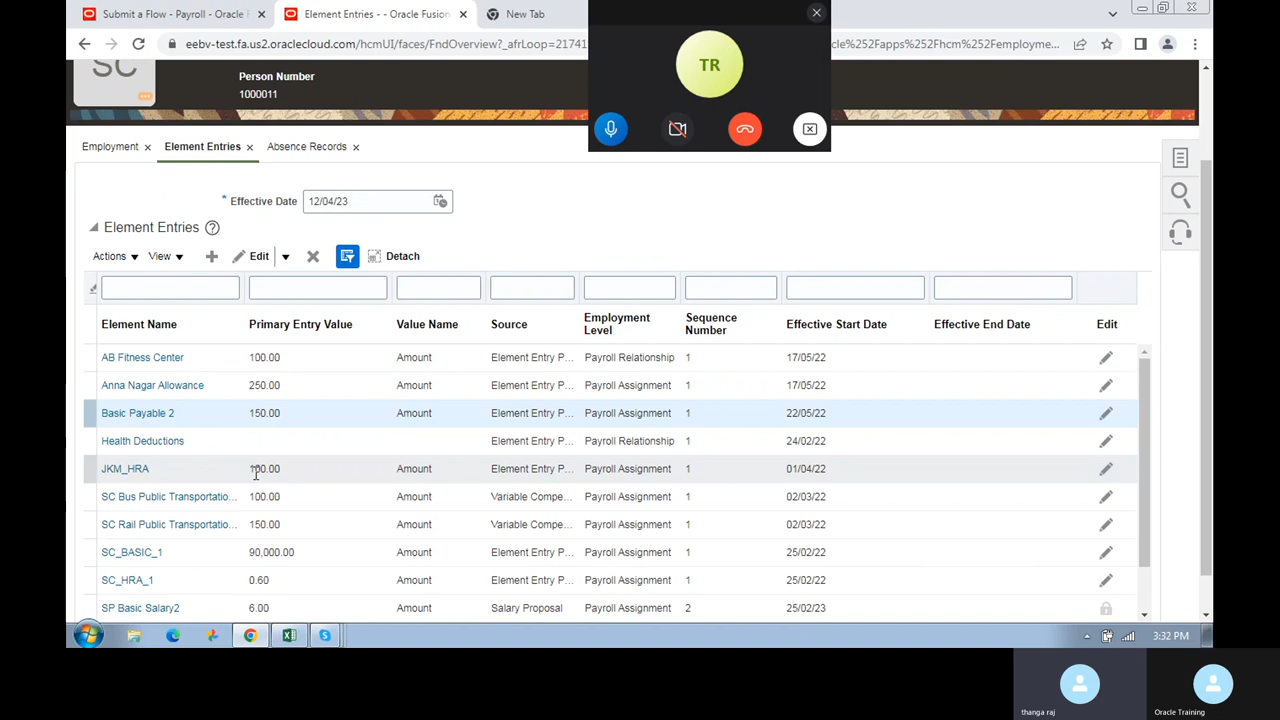 Submit a Flow - Payroll - Oracle
Element Entries - - Oracle Fusion
New Tab
eebv-test.fa.us2.oraclecloud.com/hcmUI/faces/FndOverview?_afrLoop=21741
cle%252Fapps%252Fhcm%252Femployme...
SC
Person Number
1000011
TR
Employment
Element Entries
Absence Records
* Effective Date 12/04/23
Element Entries
Actions View Edit Detach
Element Name Primary Entry Value Value Name Source Employment Level Sequence Number Effective Start Date Effective End Date Edit
AB Fitness Center 100.00 Amount Element Entry P... Payroll Relationship 1 17/05/22
Anna Nagar Allowance 250.00 Amount Element Entry P... Payroll Assignment 1 17/05/22
Basic Payable 2 150.00 Amount Element Entry P... Payroll Assignment 1 22/05/22
Health Deductions Element Entry P... Payroll Relationship 1 24/02/22
JKM_HRA Amount Element Entry P... Payroll Assignment 1 01/04/22
SC Bus Public Transportatio... 100.00 Amount Variable Compe... Payroll Assignment 1 02/03/22
SC Rail Public Transportatio... 150.00 Amount Variable Compe... Payroll Assignment 1 02/03/22
SC_BASIC_1 90,000.00 Amount Element Entry P... Payroll Assignment 1 25/02/22
SC_HRA_1 0.60 Amount Element Entry P... Payroll Assignment 1 25/02/22
SP Basic Salary2 6.00 Amount Salary Proposal Payroll Assignment 2 25/02/23
3:32 PM
thanga raj
Oracle Training